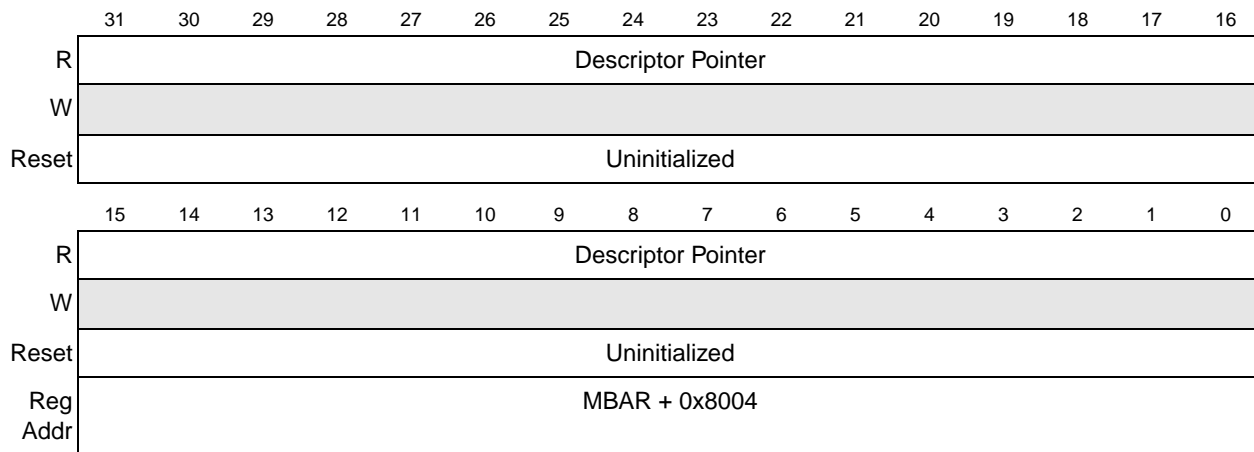 31 30 29 28 27 26 25 24 23 22 21 20 19 18 17 16
R Descriptor Pointer
W
Reset Uninitialized
15 14 13 12 11 10 9 8 7 6 5 4 3 2 1 0
R Descriptor Pointer
W
Reset Uninitialized
Reg MBAR + 0x8004
Addr